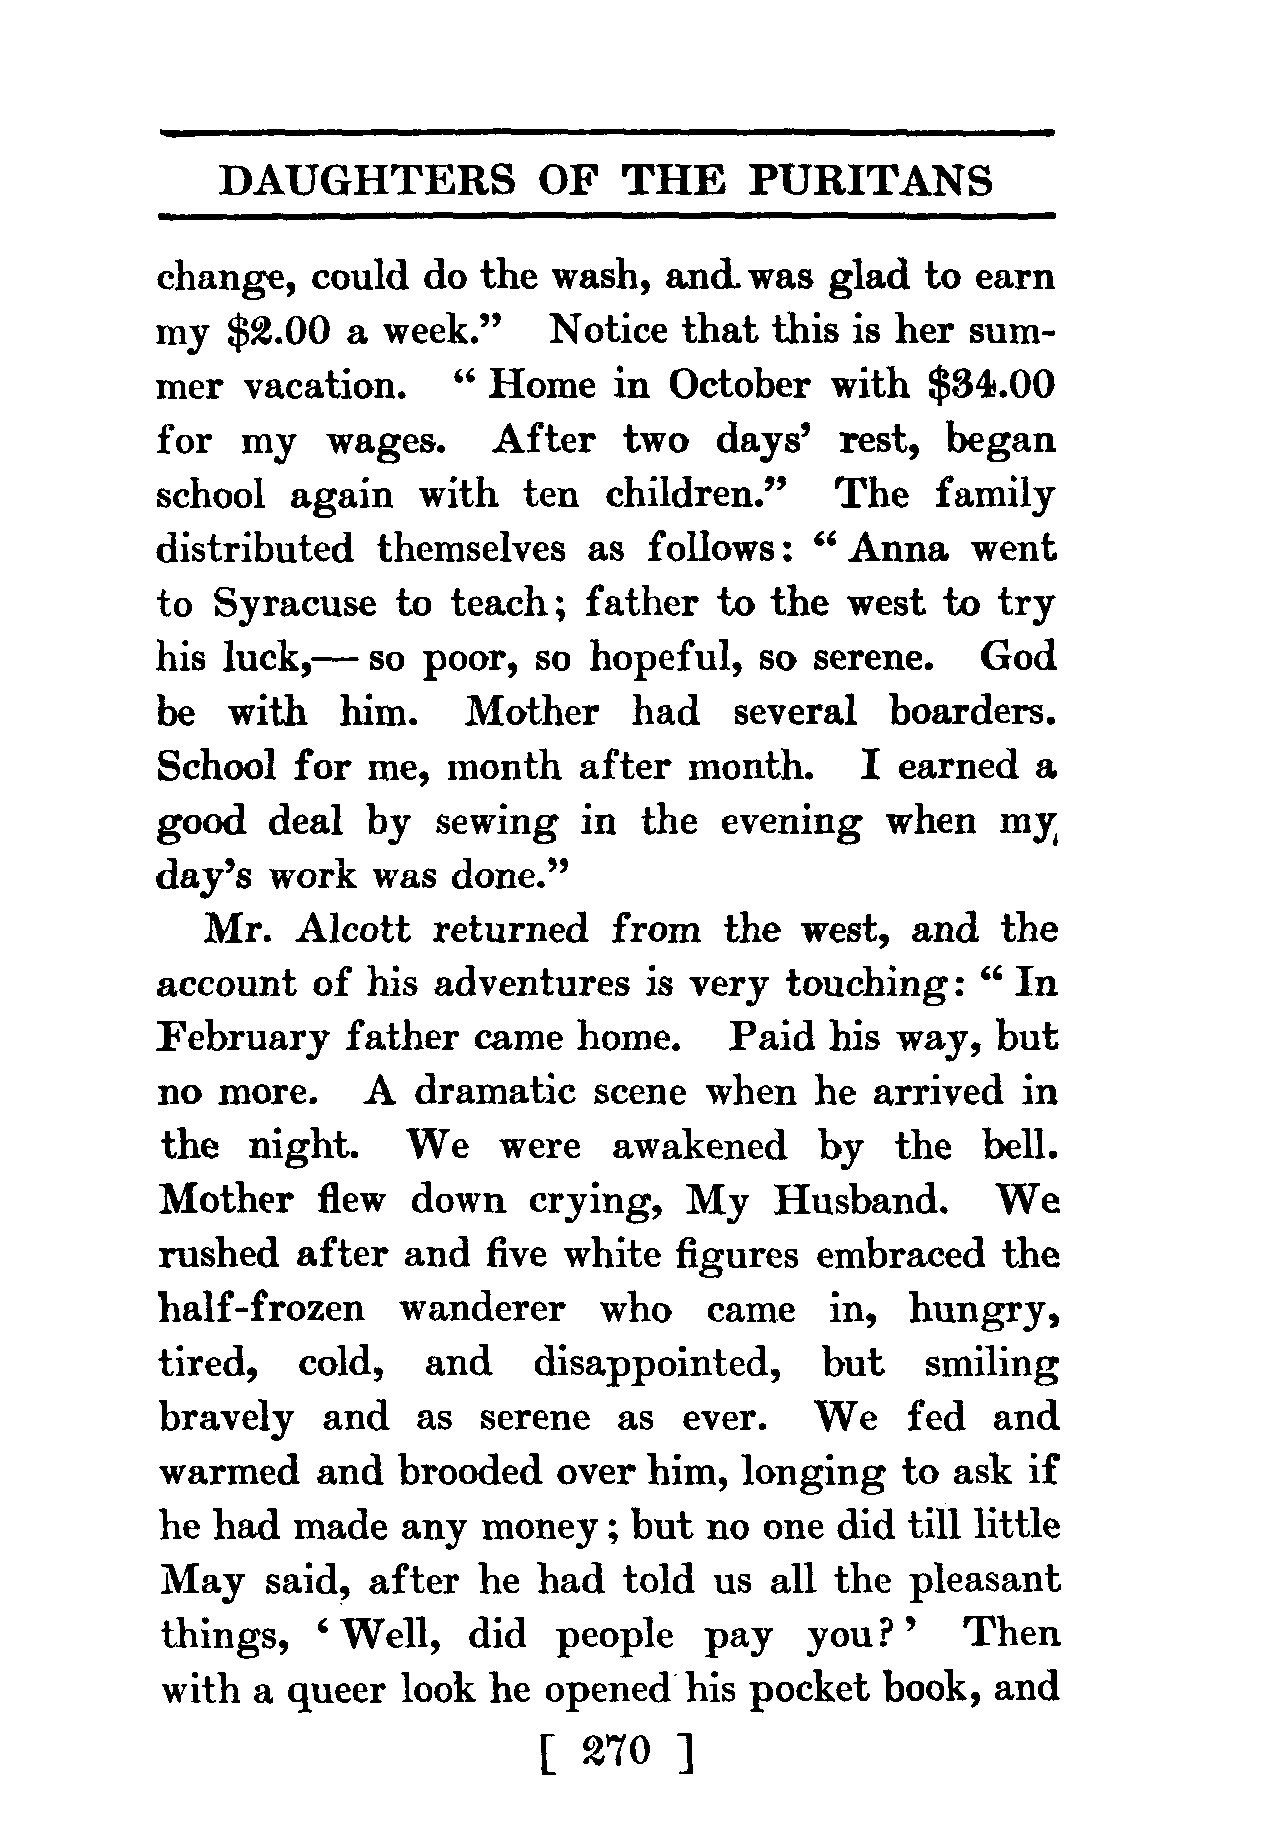 DAUGHTERS OF THE PURITANS
change, could do the wash, and was glad to earn
my $2.00 a week." Notice that this is her sum-
mer vacation. " Home in October with $34.00
for my wages. After two days' rest, began
school again with ten children." The family
distributed themselves as follows: " Anna went
to Syracuse to teach; father to the west to try
his luck,— so poor, so hopeful, so serene. God
be with him. Mother had several boarders.
School for me, month after month. I earned a
good deal by sewing in the evening when my
day's work was done."
Mr. Alcott returned from the west, and the
account of his adventures is very touching: " In
February father came home. Paid his way, but
no more. A dramatic scene when he arrived in
the night. We were awakened by the bell.
Mother flew down crying, My Husband. We
rushed after and five white figures embraced the
half-frozen wanderer who came in, hungry,
tired, cold, and disappointed, but smiling
bravely and as serene as ever. We fed and
warmed and brooded over him, longing to ask if
he had made any money; but no one did till little
May said, after he had told us all the pleasant
things, ' Well, did people pay you? ' Then
with a queer look he opened his pocket book, and
[ 270 ]